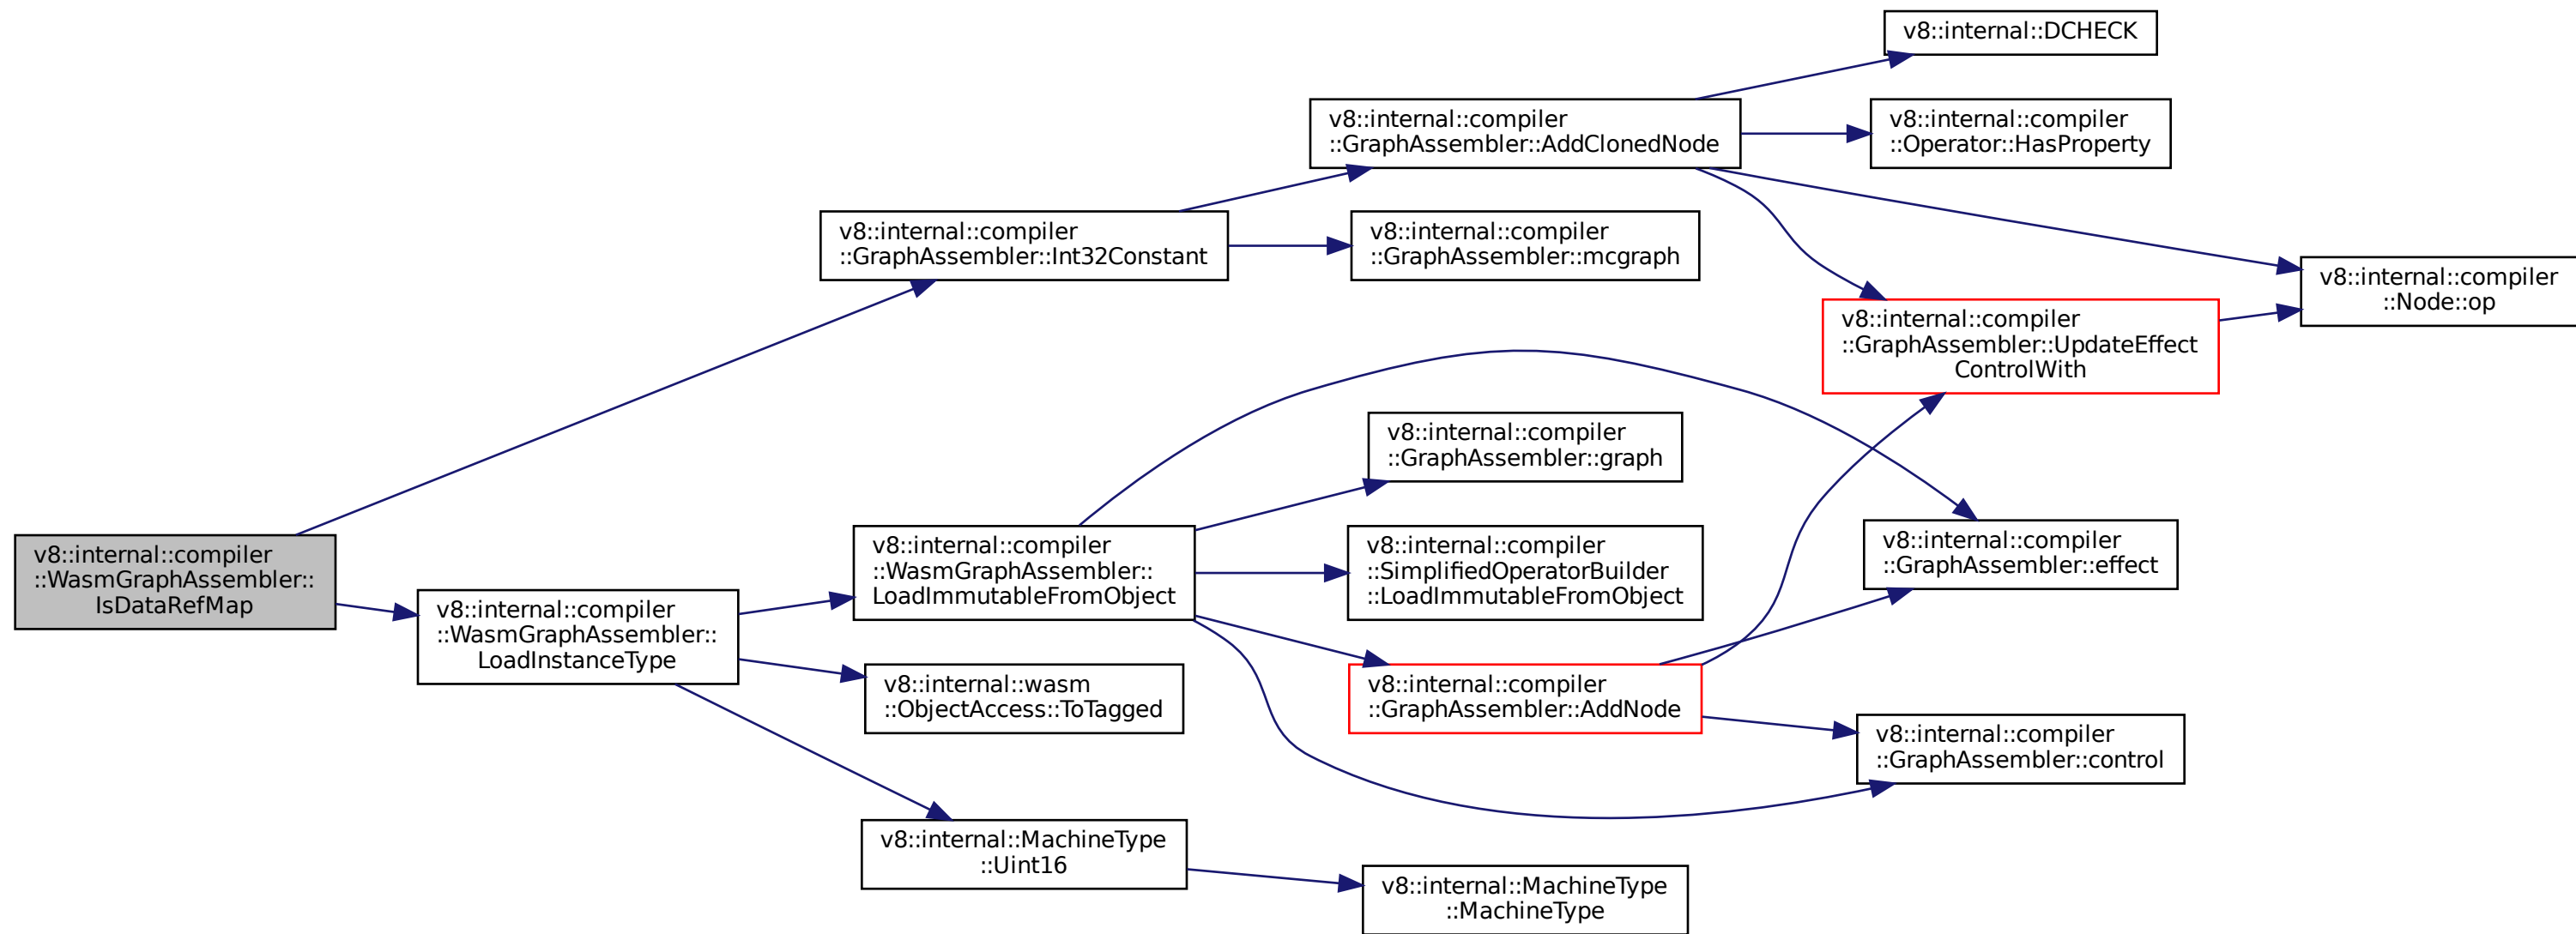 v8::internal::DCHECK
v8::internal::compiler
::GraphAssembler::AddClonedNode
v8::internal::compiler
::Operator::HasProperty
v8::internal::compiler
::GraphAssembler::Int32Constant
v8::internal::compiler
::GraphAssembler::mcgraph
v8::internal::compiler
::Node::op
v8::internal::compiler
::GraphAssembler::UpdateEffect
ControlWith
v8::internal::compiler
::GraphAssembler::graph
v8::internal::compiler
::WasmGraphAssembler::
IsDataRefMap
v8::internal::compiler
::WasmGraphAssembler::
LoadImmutableFromObject
v8::internal::compiler
::SimplifiedOperatorBuilder
::LoadImmutableFromObject
v8::internal::compiler
::GraphAssembler::effect
v8::internal::compiler
::WasmGraphAssembler::
LoadInstanceType
v8::internal::wasm
::ObjectAccess::ToTagged
v8::internal::compiler
::GraphAssembler::AddNode
v8::internal::compiler
::GraphAssembler::control
v8::internal::MachineType
::Uint16
v8::internal::MachineType
::MachineType